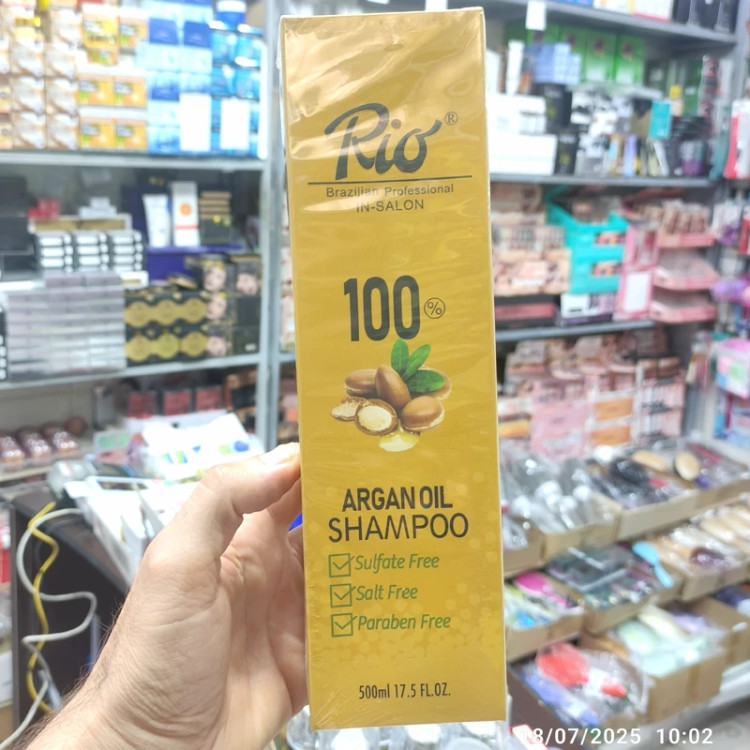 Rio®
Brazilian Professional
IN-SALON
100%
ARGAN OIL
SHAMPOO
Sulfate Free
Salt Free
Paraben Free
500ml 17.5 FL.OZ.
18/07/2025 10:02